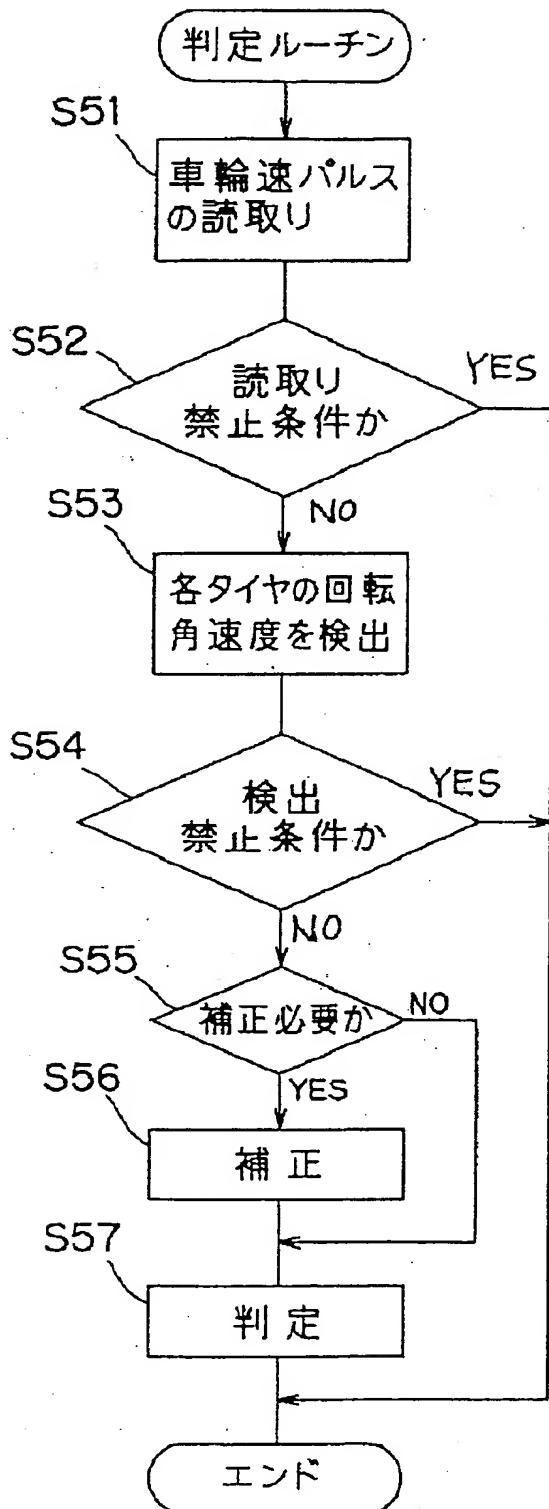 判定ルーチン
S51
車輪速パルス
の読取り
S52
読取り
禁止条件か
YES
NO
S53
各タイヤの回転
角速度を検出
S54
検出
禁止条件か
YES
NO
S55
補正必要か
NO
YES
S56
補正
S57
判定
エンド